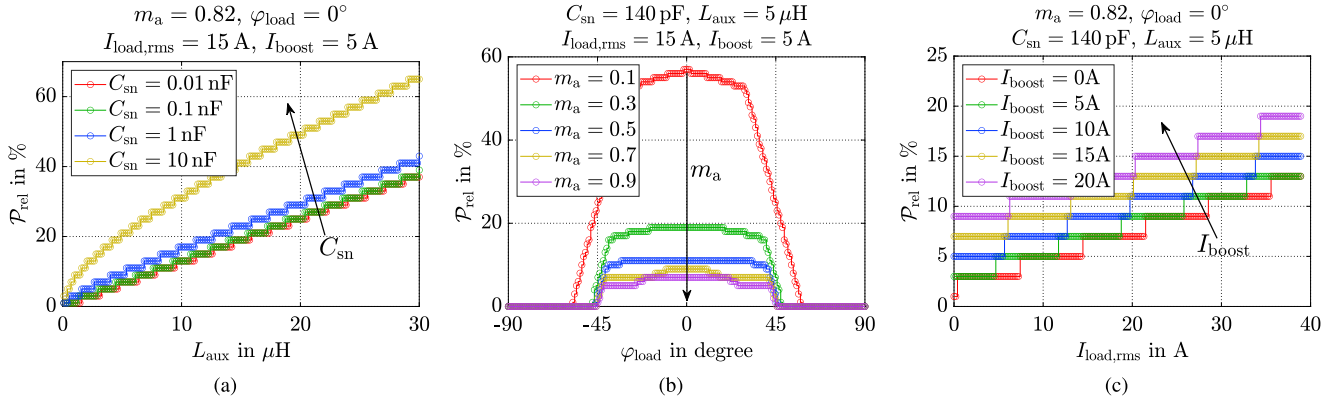 m_a = 0.82, φ_load = 0°
I_load,rms = 15 A, I_boost = 5 A
P_rel in %
60
40
20
0
C_sn = 0.01 nF
C_sn = 0.1 nF
C_sn = 1 nF
C_sn = 10 nF
C_sn
0 10 20 30
L_aux in μH
(a)
C_sn = 140 pF, L_aux = 5 μH
I_load,rms = 15 A, I_boost = 5 A
P_rel in %
60
40
20
0
m_a = 0.1
m_a = 0.3
m_a = 0.5
m_a = 0.7
m_a = 0.9
m_a
-90 -45 0 45 90
φ_load in degree
(b)
m_a = 0.82, φ_load = 0°
C_sn = 140 pF, L_aux = 5 μH
P_rel in %
25
20
15
10
5
0
I_boost = 0A
I_boost = 5A
I_boost = 10A
I_boost = 15A
I_boost = 20A
I_boost
0 10 20 30 40
I_load,rms in A
(c)